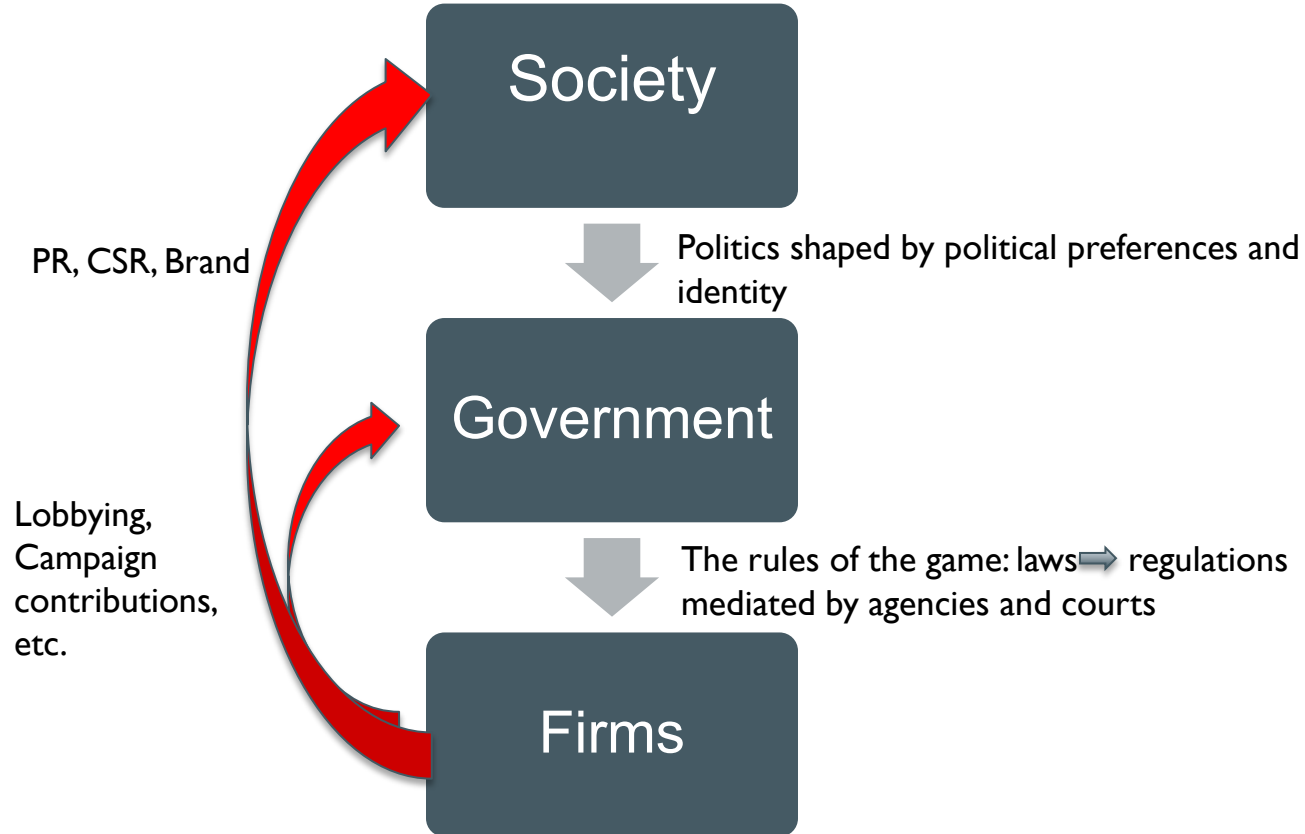 Society
PR, CSR, Brand
Politics shaped by political preferences and
identity
Government
Lobbying,
Campaign
contributions,
etc.
The rules of the game: laws ➡ regulations
mediated by agencies and courts
Firms